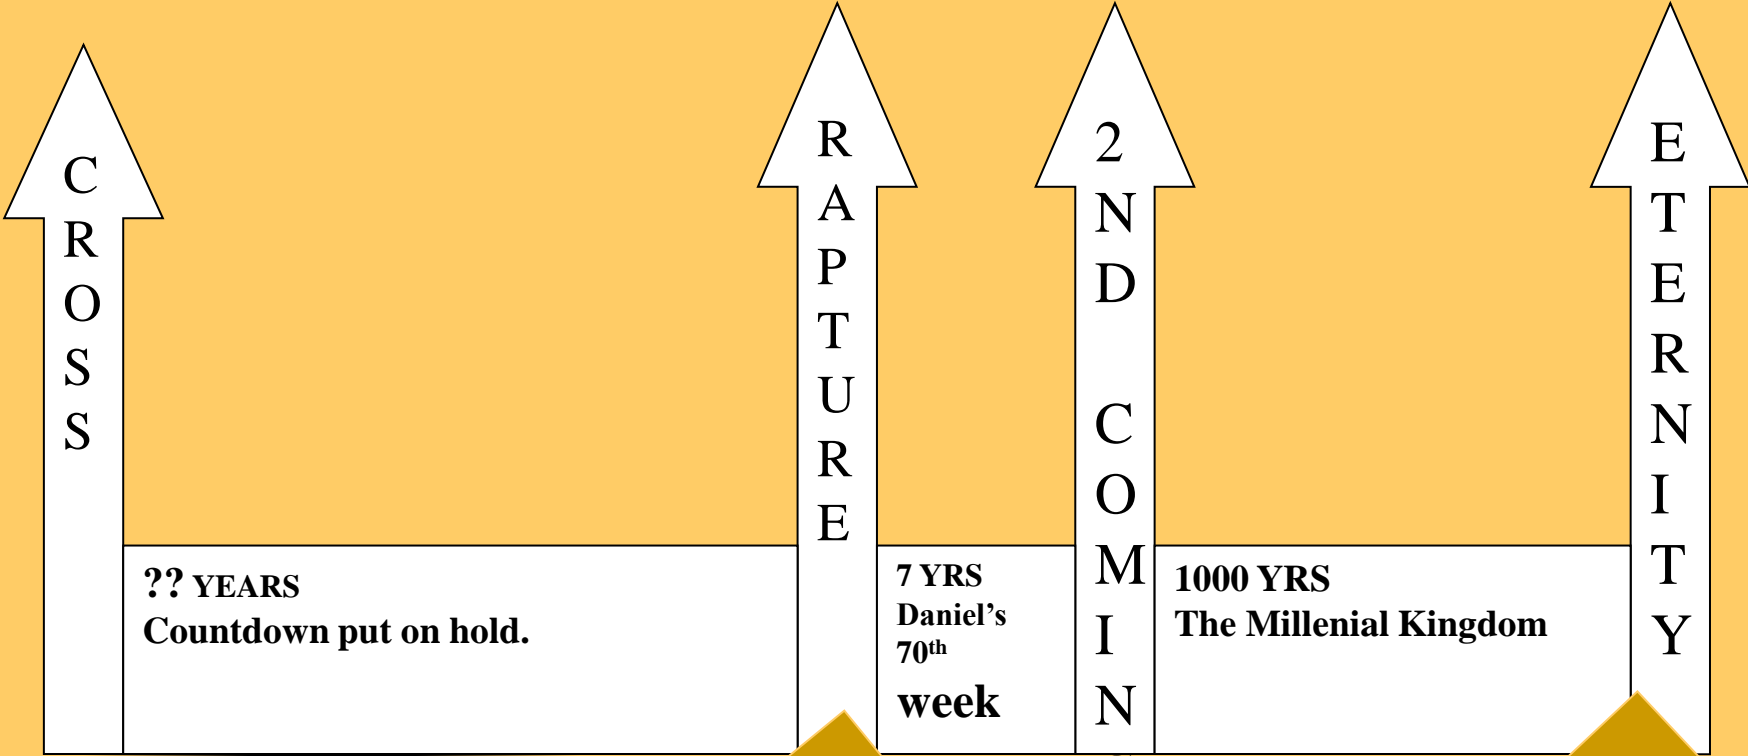 CROSS
?? YEARS
Countdown put on hold.
RAPTURE
7 YRS
Daniel’s
70th
week
2ND COMIN
1000 YRS
The Millenial Kingdom
ETERNITY